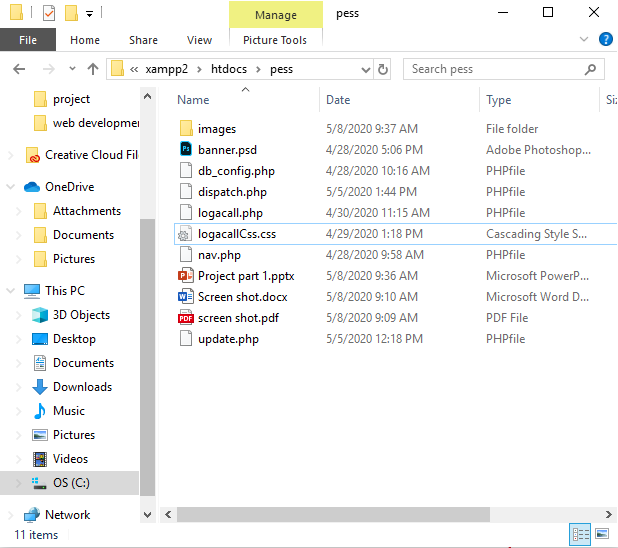 Manage
pess
File
Home
Share
View
Picture Tools
« xampp2 > htdocs > pess
Search pess
Name
Date
Type
Siz
project
web developmen
Creative Cloud Fil
OneDrive
Attachments
Documents
Pictures
This PC
3D Objects
Desktop
Documents
Downloads
Music
Pictures
Videos
OS (C:)
Network
images 5/8/2020 9:37 AM File folder
banner.psd 4/28/2020 5:06 PM Adobe Photoshop...
db_config.php 4/28/2020 10:16 AM PHPfile
dispatch.php 5/5/2020 1:44 PM PHPfile
logacall.php 4/30/2020 11:15 AM PHPfile
logacallCss.css 4/29/2020 1:18 PM Cascading Style S...
nav.php 4/28/2020 9:58 AM PHPfile
Project part 1.pptx 5/8/2020 9:36 AM Microsoft PowerP...
Screen shot.docx 5/8/2020 9:10 AM Microsoft Word D...
screen shot.pdf 5/8/2020 9:09 AM PDF File
update.php 5/5/2020 12:18 PM PHPfile
11 items